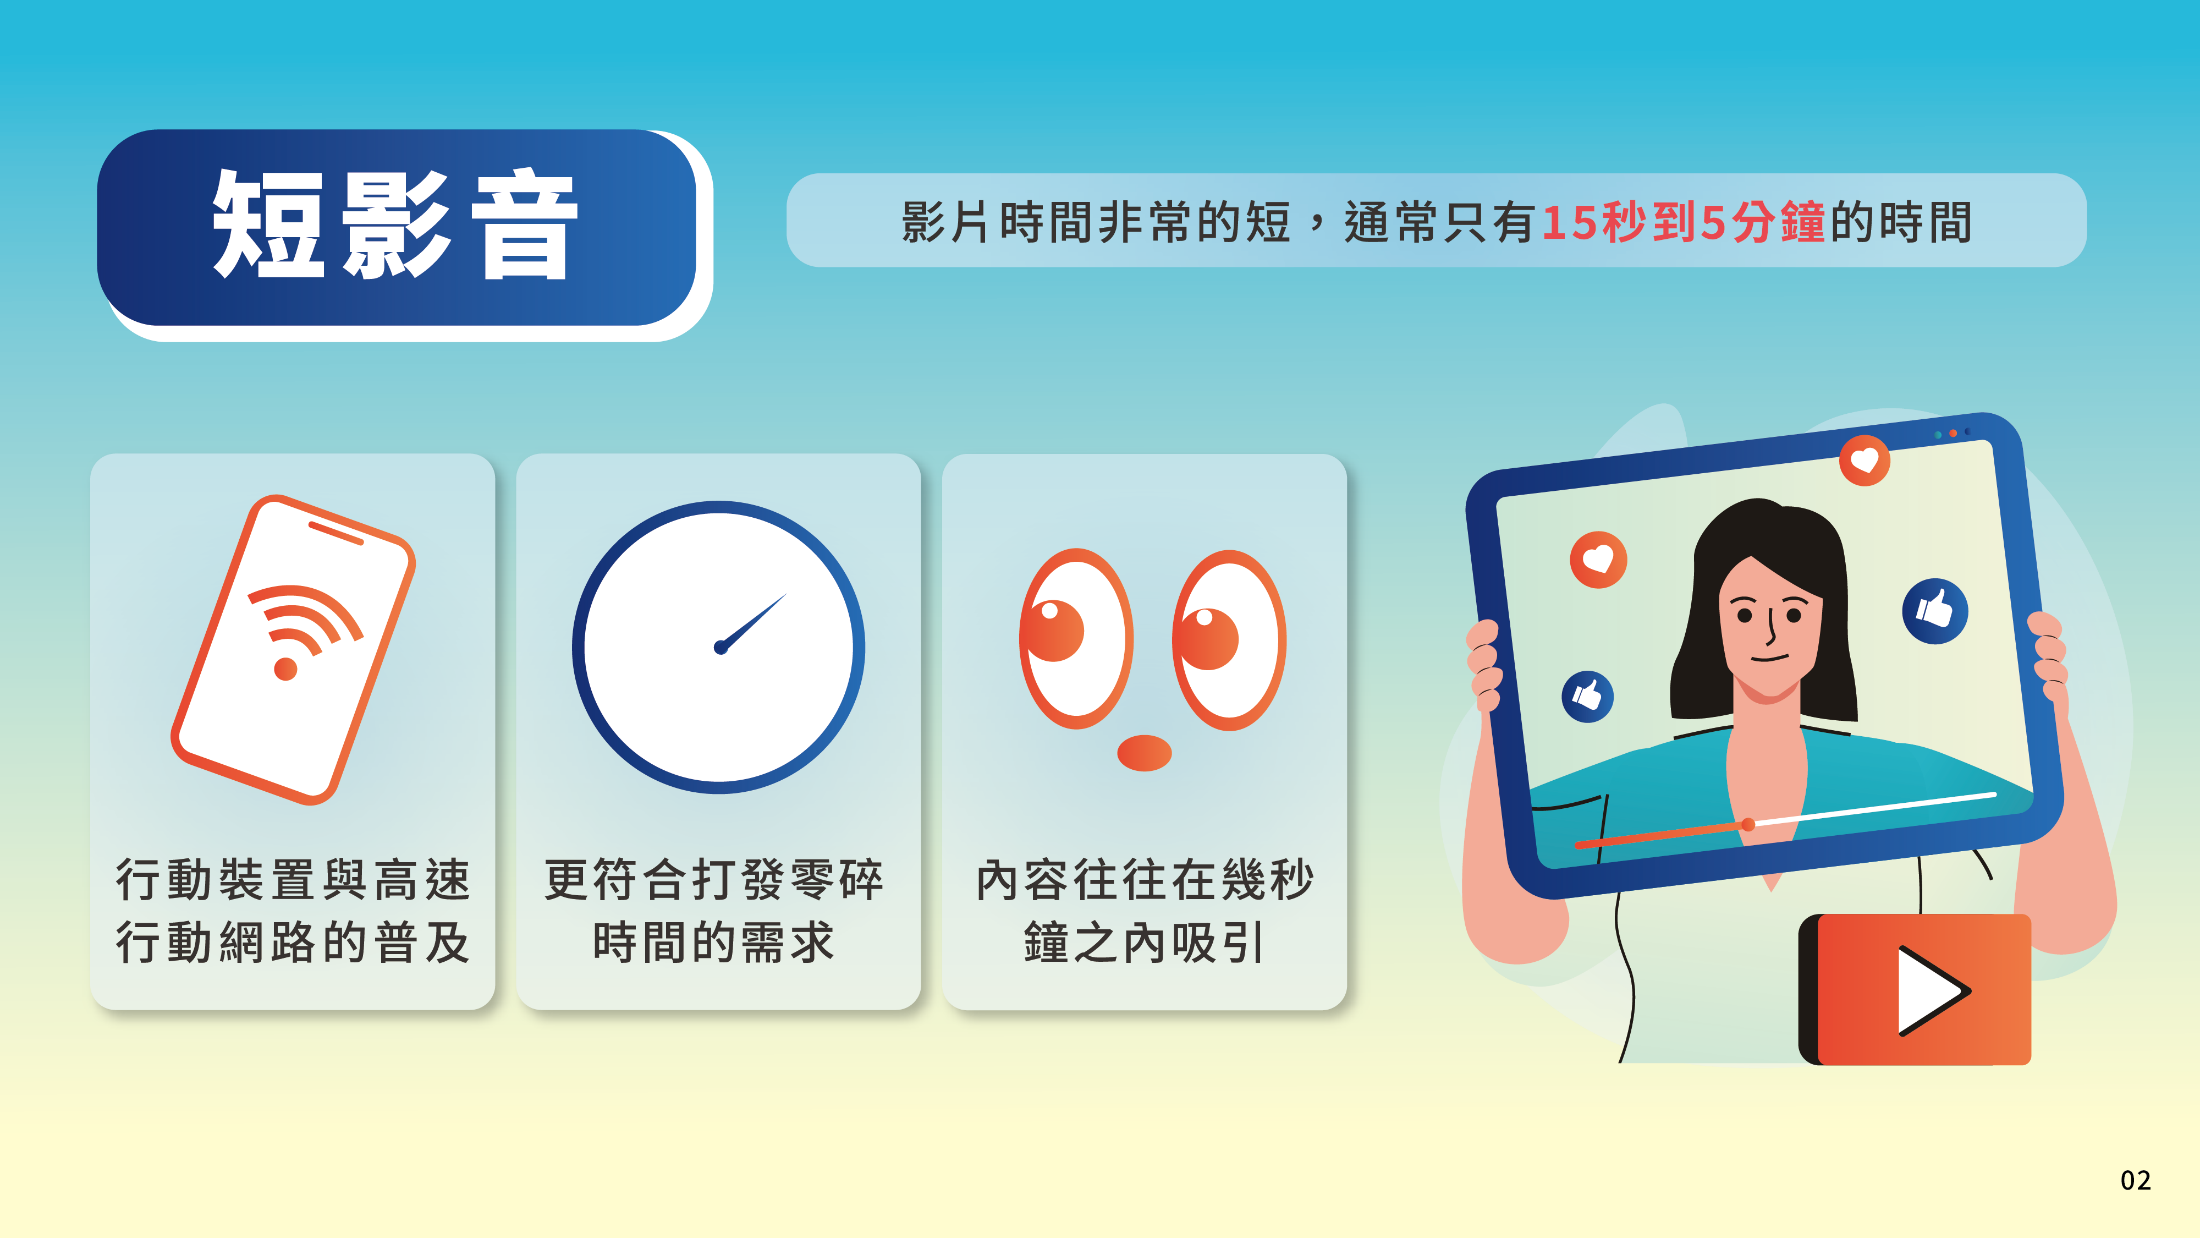 短影音
影片時間非常的短，通常只有15秒到5分鐘的時間
行動裝置與高速
行動網路的普及
更符合打發零碎
時間的需求
內容往往在幾秒
鐘之內吸引
02